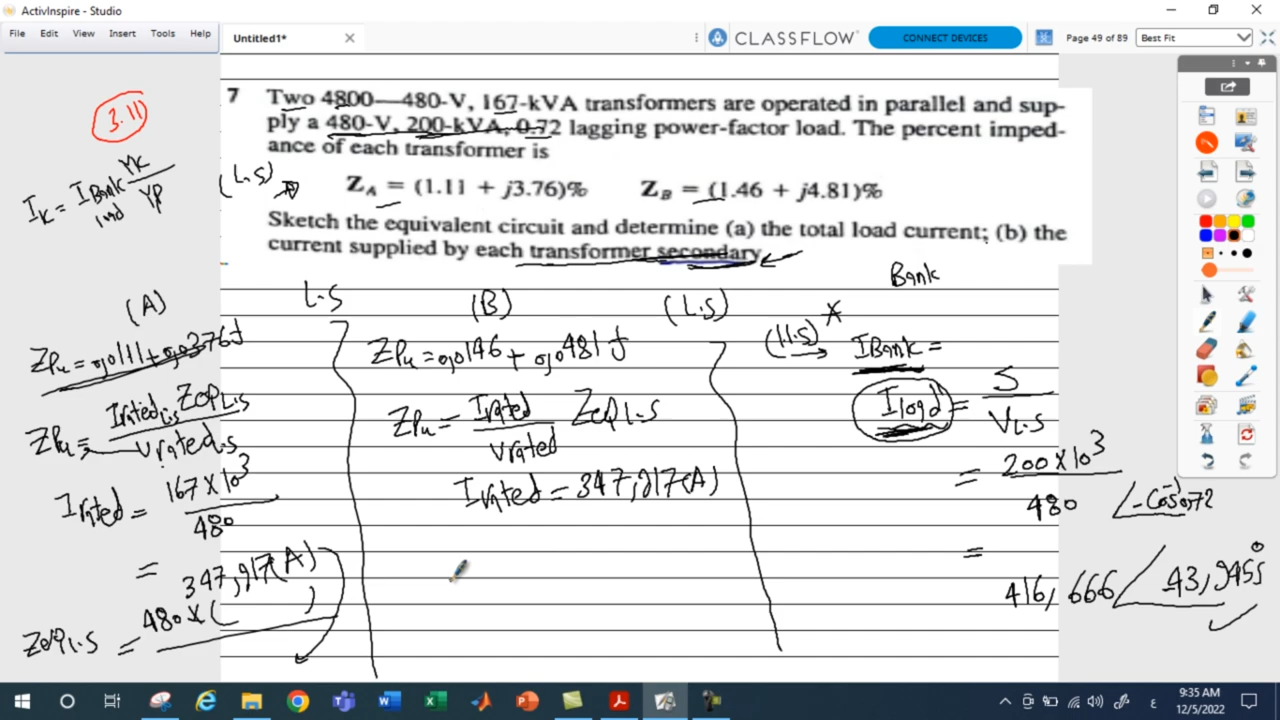 ActivInspire - Studio
File Edit View Insert Tools Help
Untitled1*
CLASSFLOW
CONNECT DEVICES
Page 49 of 89
Best Fit
7 Two 4800—480-V, 167-kVA transformers are operated in parallel and sup-
ply a 480-V, 200-kVA, 0.72 lagging power-factor load. The percent imped-
ance of each transformer is
Z_A = (1.11 + j3.76)% Z_B = (1.46 + j4.81)%
Sketch the equivalent circuit and determine (a) the total load current; (b) the
current supplied by each transformer secondary
3.11
I_K = I_Bank Y_K / Y_P
(L.S)
(A)
L.S
Z_Pu = 0,0111 + 0,0376 J
Z_Pu = I_rated L.S Z_eq L.S / V_rated L.S
I_rated = 167 × 10^3 / 480
= 347,917 (A)
Z_eq L.S = 480 × ( )
(B)
(L.S)
Z_Pu = 0,0146 + 0,0481 J
Z_Pu = I_rated / V_rated Z_eq L.S
I_rated = 347,917 (A)
Bank
I_Bank =
I_load = S / V_L.S
= 200 × 10^3 / 480 ∠-cos^-1 0,72
= 416,666 ∠-43,9455°
9:35 AM
12/5/2022